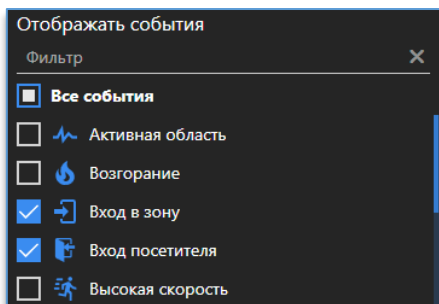 Отображать события
Фильтр
Все события
Активная область
Возгорание
Вход в зону
Вход посетителя
Высокая скорость